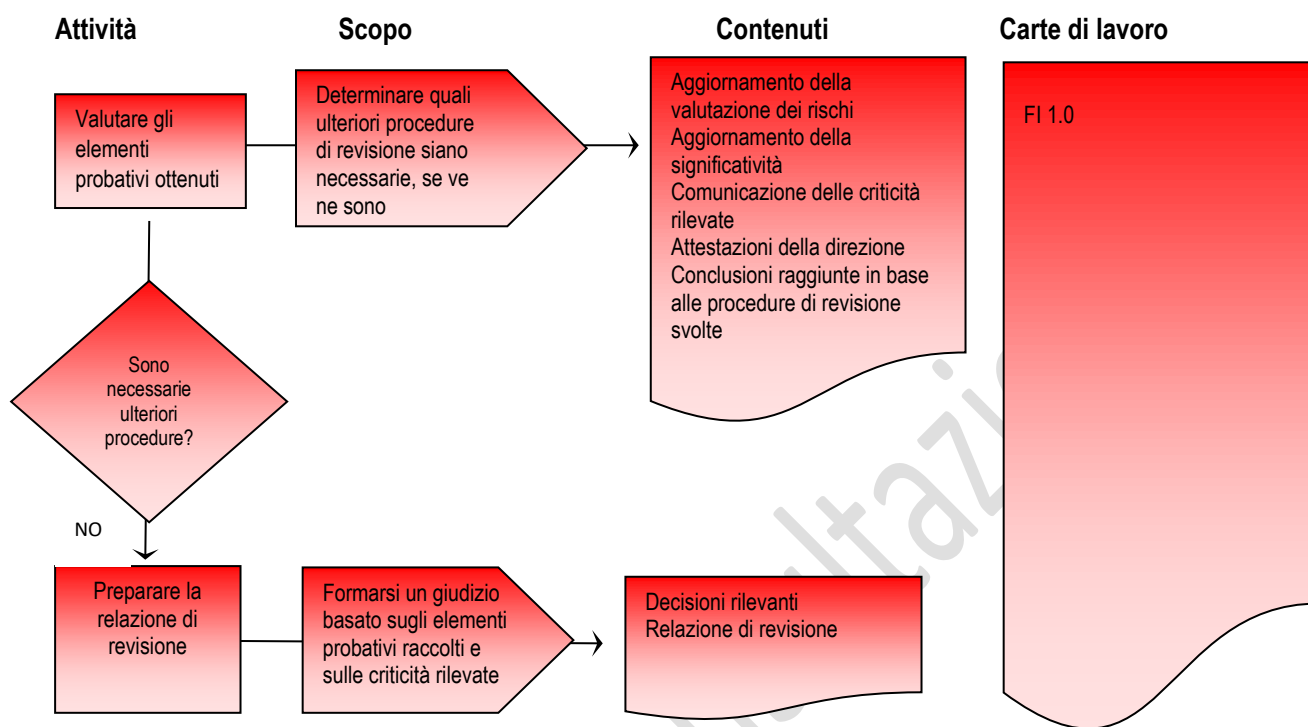 Attività
Scopo
Contenuti
Carte di lavoro
Valutare gli
elementi
probativi ottenuti
Determinare quali
ulteriori procedure
di revisione siano
necessarie, se ve
ne sono
Aggiornamento della
valutazione dei rischi
Aggiornamento della
significatività
Comunicazione delle criticità
rilevate
Attestazioni della direzione
Conclusioni raggiunte in base
alle procedure di revisione
svolte
FI 1.0
Sono
necessarie
ulteriori
procedure?
NO
Preparare la
relazione di
revisione
Formarsi un giudizio
basato sugli elementi
probativi raccolti e
sulle criticità rilevate
Decisioni rilevanti
Relazione di revisione